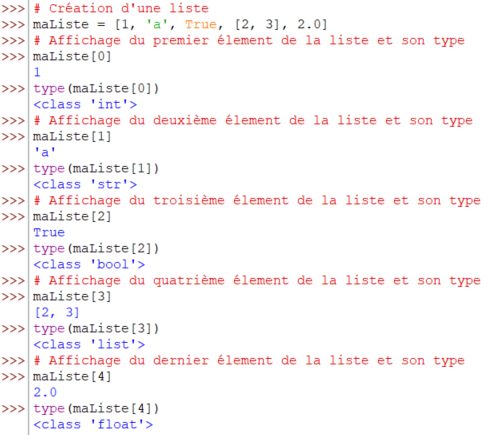 >>> # Création d'une liste
>>> maListe = [1, 'a', True, [2, 3], 2.0]
>>> # Affichage du premier élement de la liste et son type
>>> maListe[0]
1
>>> type(maListe[0])
<class 'int'>
>>> # Affichage du deuxième élement de la liste et son type
>>> maListe[1]
'a'
>>> type(maListe[1])
<class 'str'>
>>> # Affichage du troisième élement de la liste et son type
>>> maListe[2]
True
>>> type(maListe[2])
<class 'bool'>
>>> # Affichage du quatrième élement de la liste et son type
>>> maListe[3]
[2, 3]
>>> type(maListe[3])
<class 'list'>
>>> # Affichage du dernier élement de la liste et son type
>>> maListe[4]
2.0
>>> type(maListe[4])
<class 'float'>